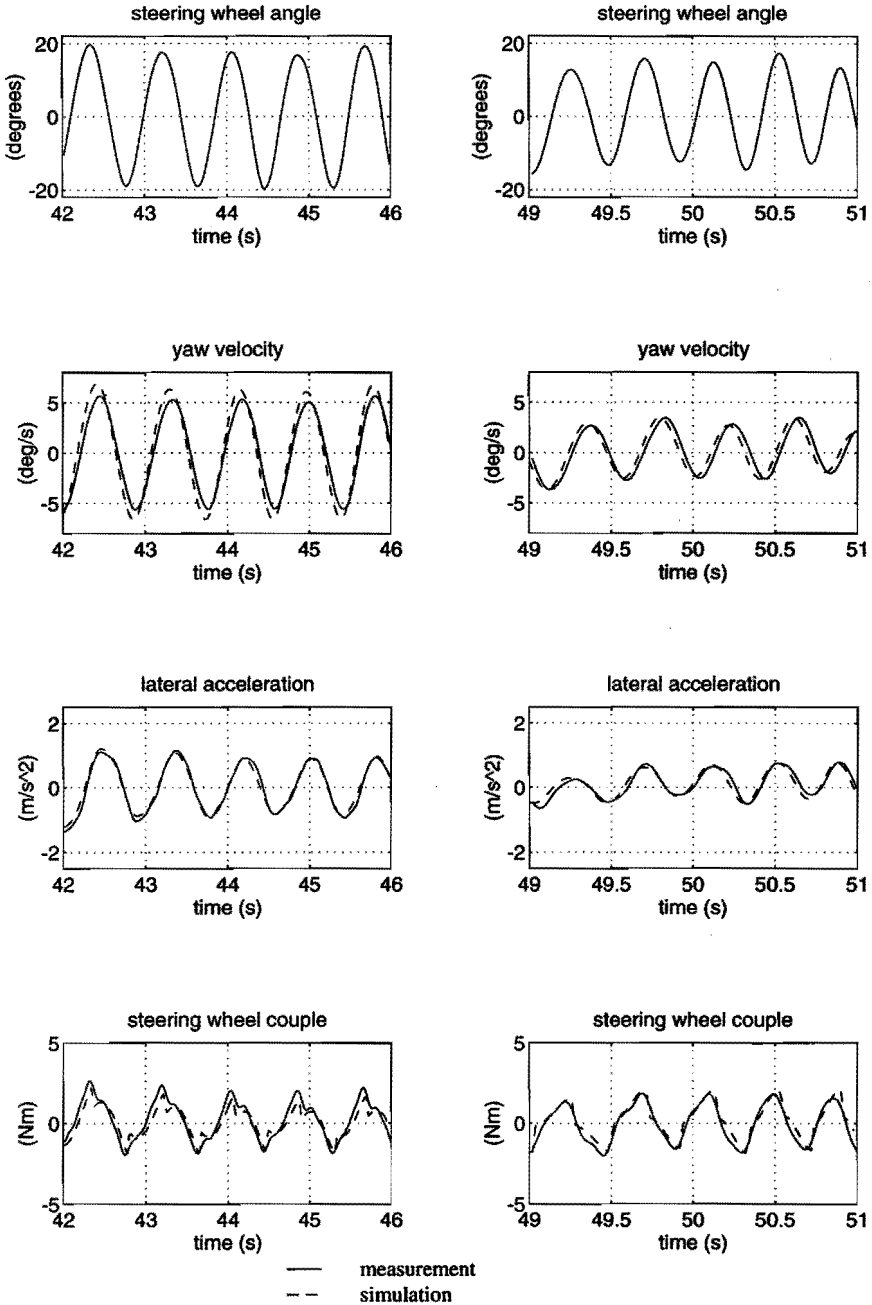 steering wheel angle
steering wheel angle
20
0
-20
(degrees)
42 43 44 45 46
time (s)
20
0
-20
(degrees)
49 49.5 50 50.5 51
time (s)
yaw velocity
yaw velocity
5
0
-5
(deg/s)
42 43 44 45 46
time (s)
5
0
-5
(deg/s)
49 49.5 50 50.5 51
time (s)
lateral acceleration
lateral acceleration
2
0
-2
(m/s^2)
42 43 44 45 46
time (s)
2
0
-2
(m/s^2)
49 49.5 50 50.5 51
time (s)
steering wheel couple
steering wheel couple
5
0
-5
(Nm)
42 43 44 45 46
time (s)
5
0
-5
(Nm)
49 49.5 50 50.5 51
time (s)
measurement
simulation